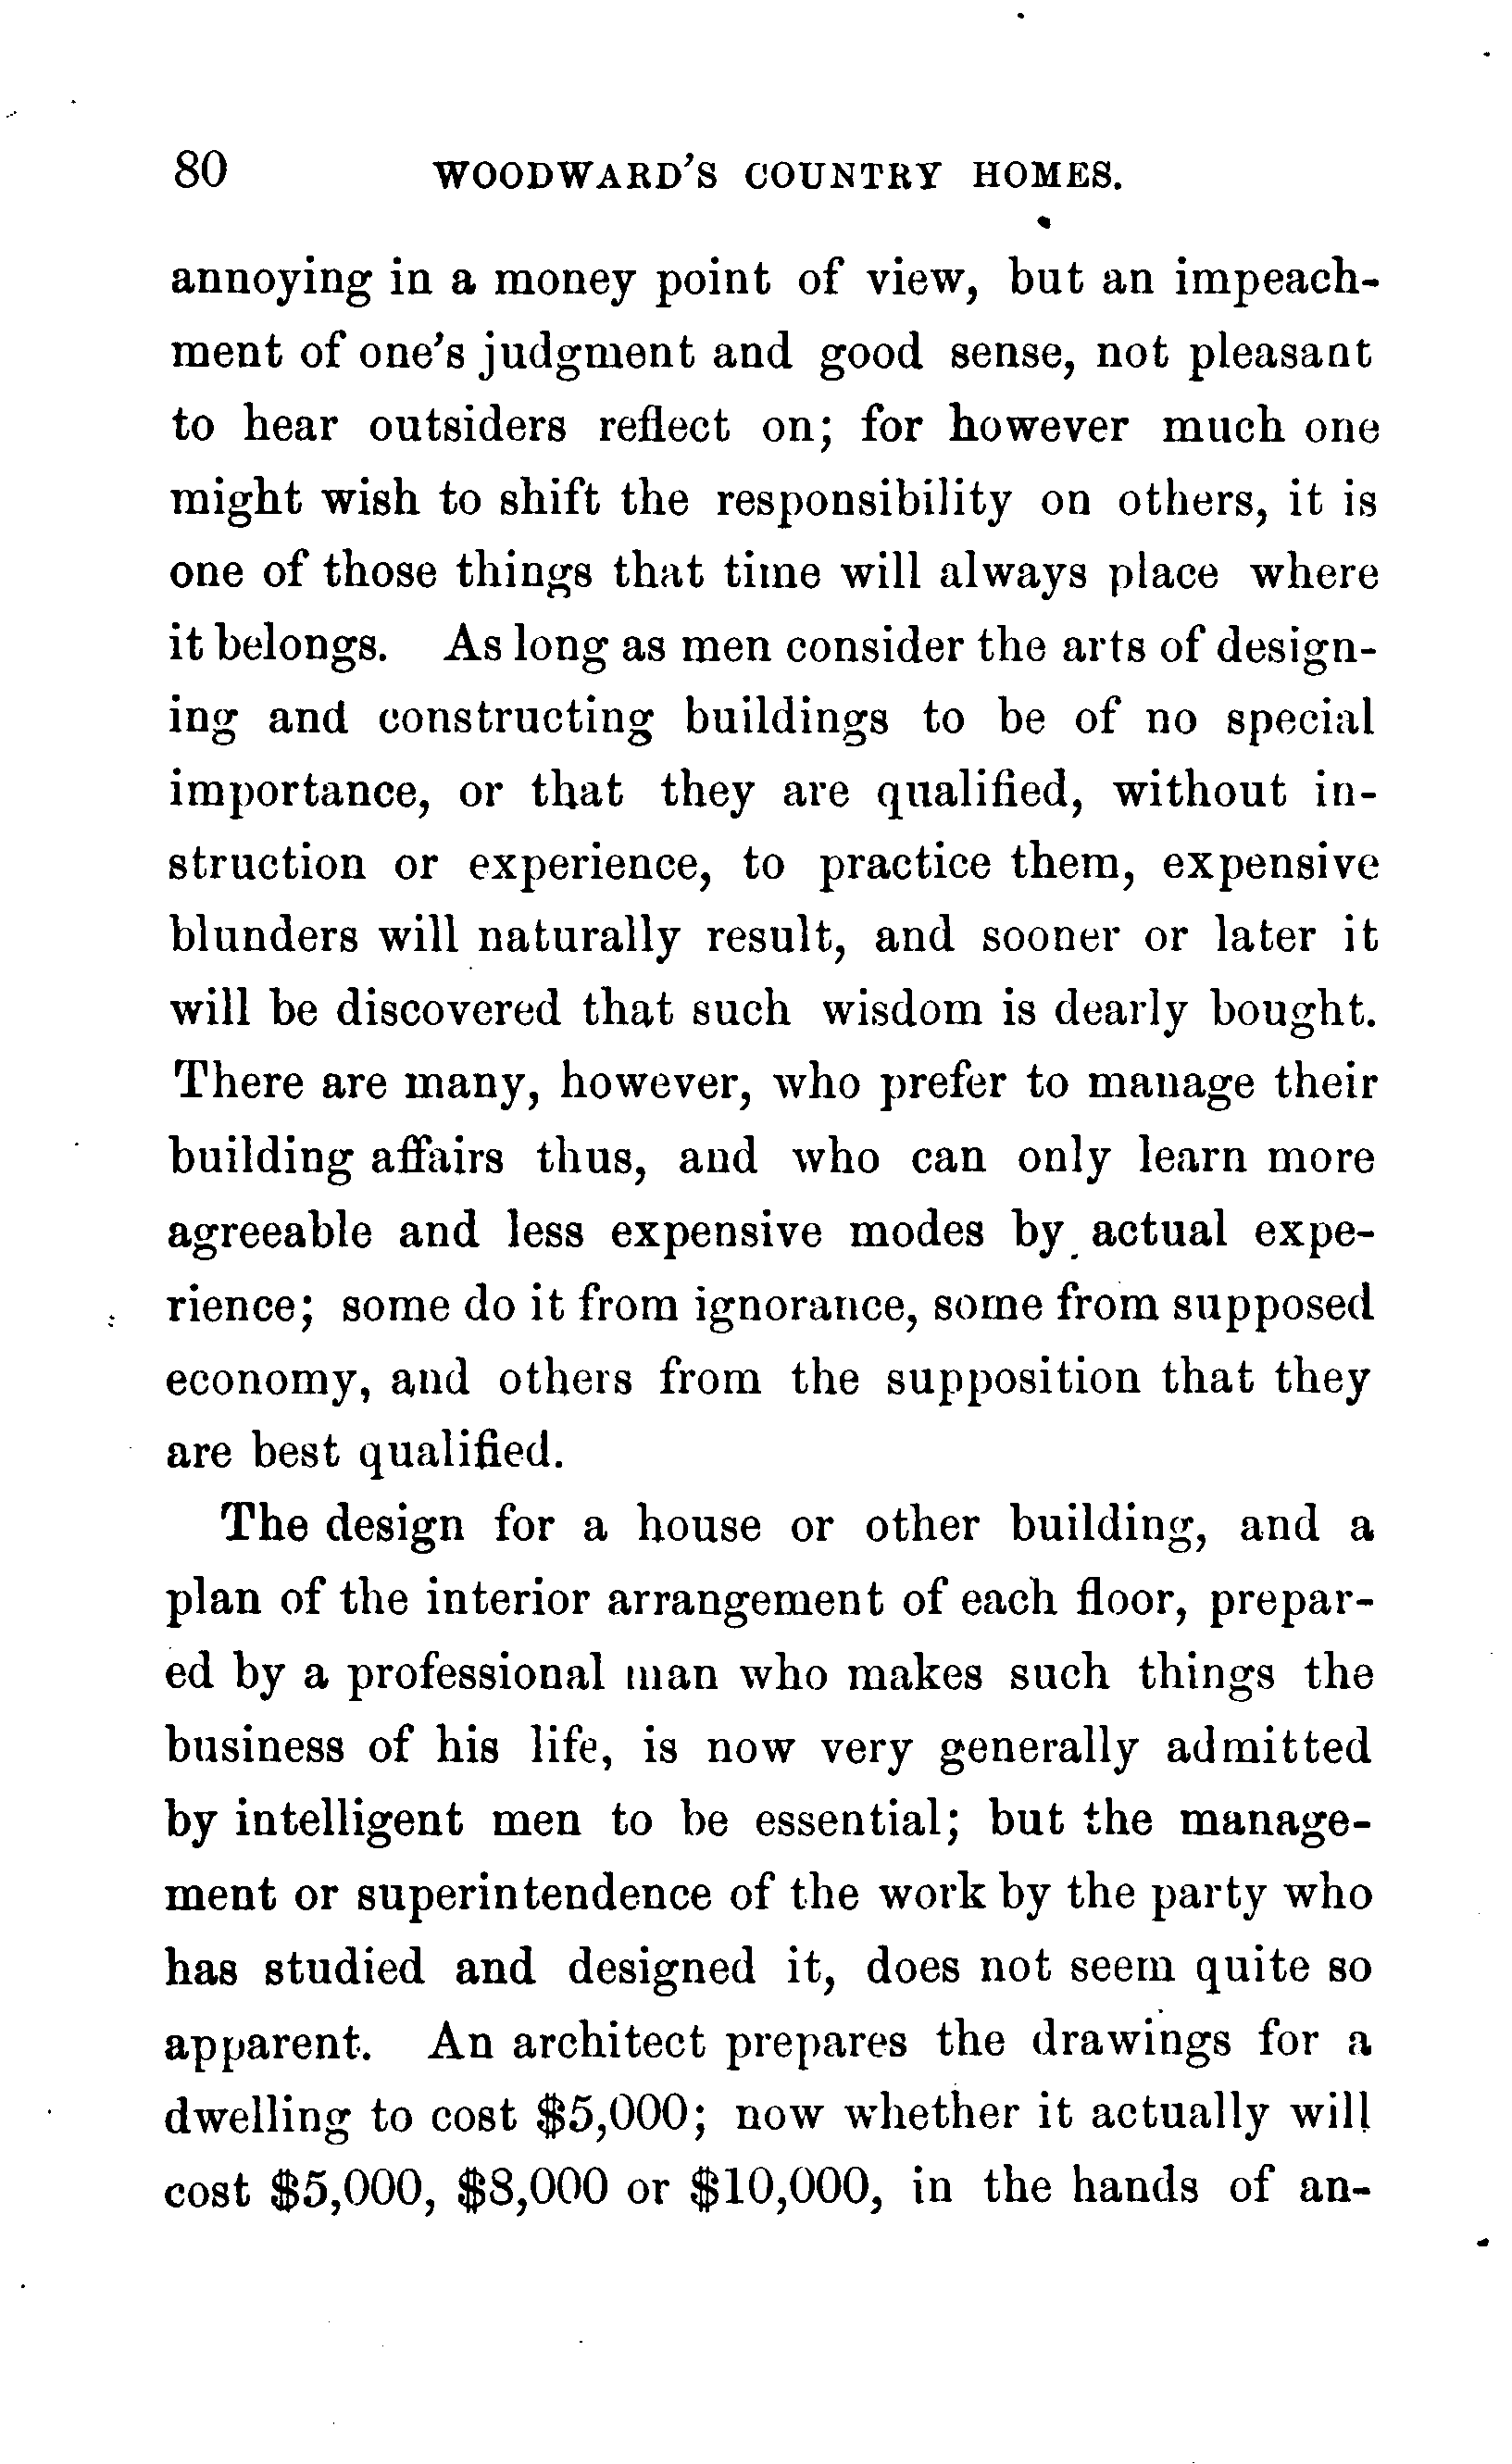 80 WOODWARD'S COUNTRY HOMES.
annoying in a money point of view, but an impeach-
ment of one's judgment and good sense, not pleasant
to hear outsiders reflect on; for however much one
might wish to shift the responsibility on others, it is
one of those things that time will always place where
it belongs. As long as men consider the arts of design-
ing and constructing buildings to be of no special
importance, or that they are qualified, without in-
struction or experience, to practice them, expensive
blunders will naturally result, and sooner or later it
will be discovered that such wisdom is dearly bought.
There are many, however, who prefer to manage their
building affairs thus, and who can only learn more
agreeable and less expensive modes by actual expe-
rience; some do it from ignorance, some from supposed
economy, and others from the supposition that they
are best qualified.
The design for a house or other building, and a
plan of the interior arrangement of each floor, prepar-
ed by a professional man who makes such things the
business of his life, is now very generally admitted
by intelligent men to be essential; but the manage-
ment or superintendence of the work by the party who
has studied and designed it, does not seem quite so
apparent. An architect prepares the drawings for a
dwelling to cost $5,000; now whether it actually will
cost $5,000, $8,000 or $10,000, in the hands of an-